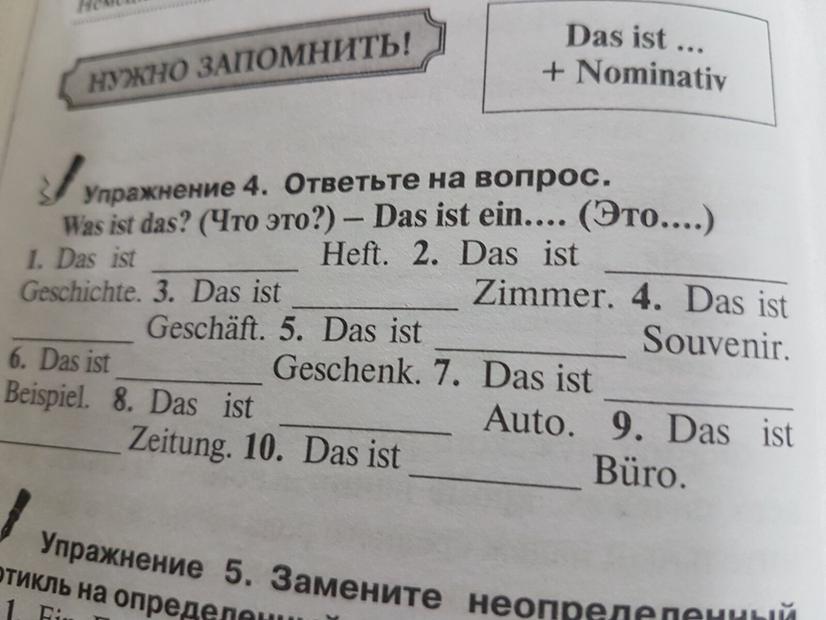 НУЖНО ЗАПОМНИТЬ!
Das ist ...
+ Nominativ
Упражнение 4. Ответьте на вопрос.
Was ist das? (Что это?) – Das ist ein.... (Это....)
1. Das ist ________ Heft. 2. Das ist ________
Geschichte. 3. Das ist ________ Zimmer. 4. Das ist
________ Geschäft. 5. Das ist ________ Souvenir.
6. Das ist ________ Geschenk. 7. Das ist ________
Beispiel. 8. Das ist ________ Auto. 9. Das ist
________ Zeitung. 10. Das ist ________ Büro.
Упражнение 5. Замените неопределенный
на